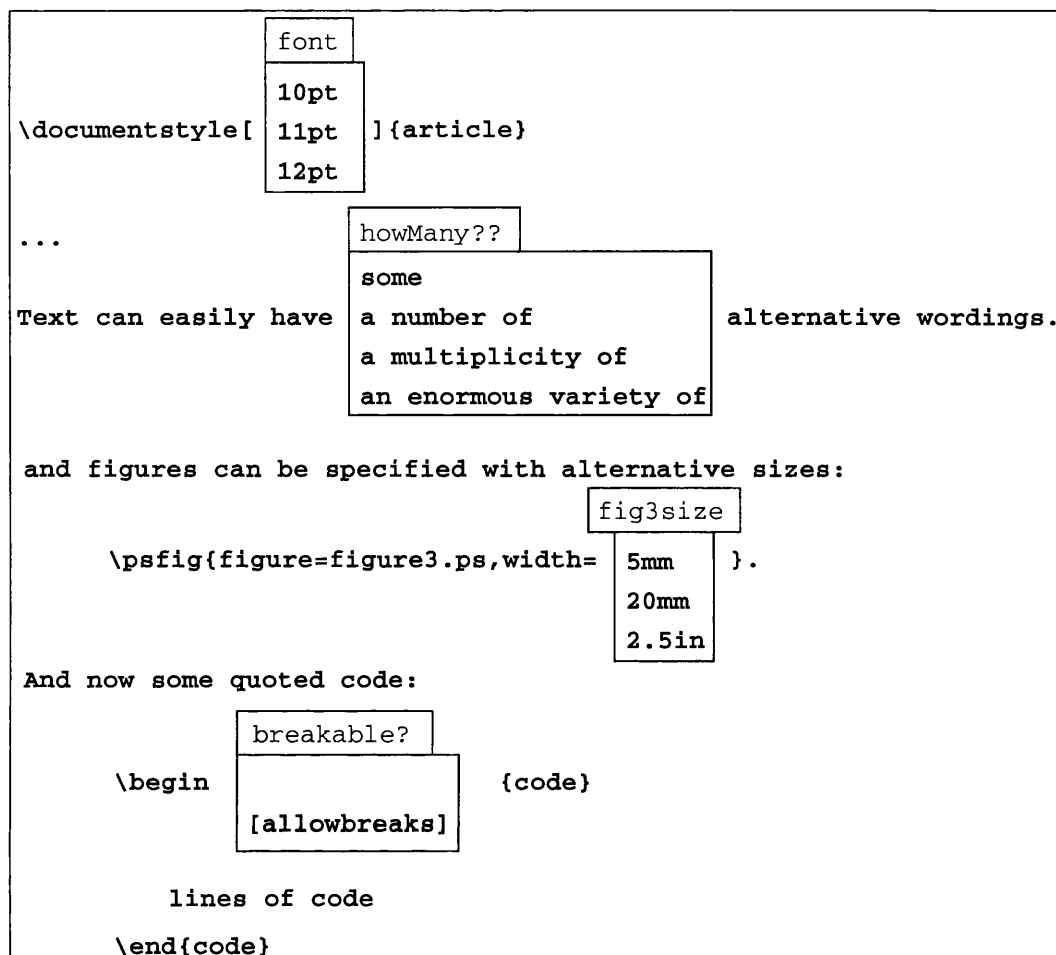 font
10pt
\documentstyle[ 11pt ]{article}
12pt
...
howMany??
some
Text can easily have a number of alternative wordings.
a multiplicity of
an enormous variety of
and figures can be specified with alternative sizes:
fig3size
\psfig{figure=figure3.ps,width= 5mm }.
20mm
2.5in
And now some quoted code:
breakable?
\begin {code}
[allowbreaks]
lines of code
\end{code}